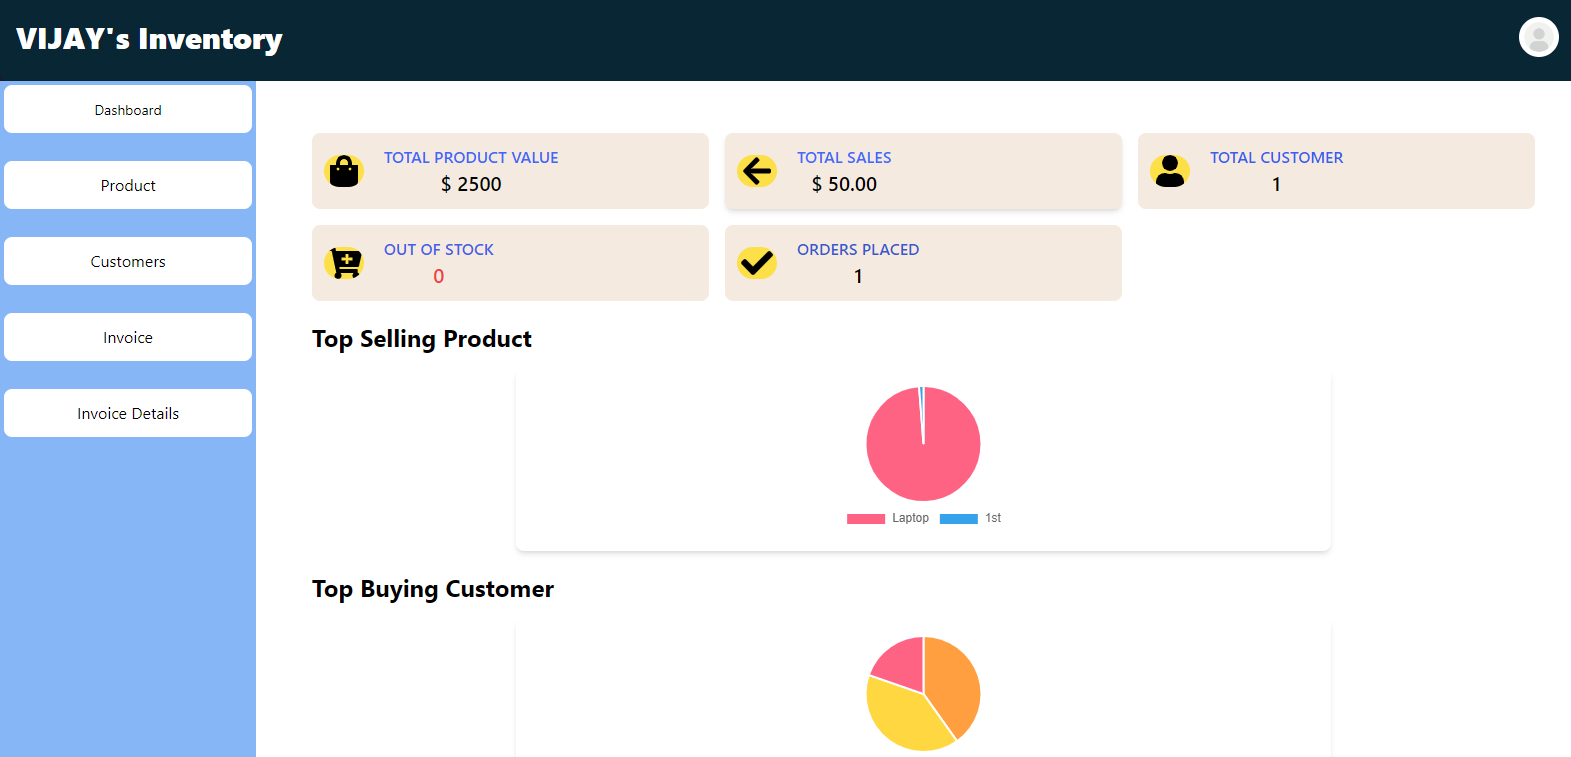 VIJAY's Inventory
Dashboard
Product
Customers
Invoice
Invoice Details
TOTAL PRODUCT VALUE
$ 2500
TOTAL SALES
$ 50.00
TOTAL CUSTOMER
1
OUT OF STOCK
0
ORDERS PLACED
1
Top Selling Product
Laptop 1st
Top Buying Customer